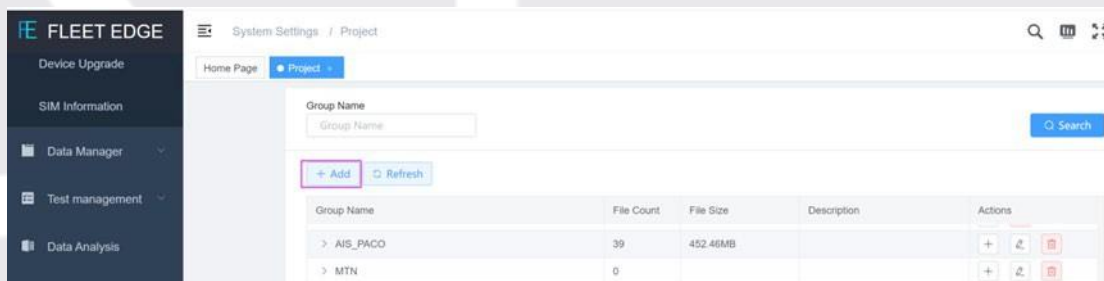 FE FLEET EDGE
System Settings / Project
Device Upgrade
Home Page
Project
SIM Information
Group Name
Group Name
Search
Data Manager
+ Add
Refresh
Test management
Group Name File Count File Size Description Actions
Data Analysis
> AIS_PACO 39 452.46MB
> MTN 0